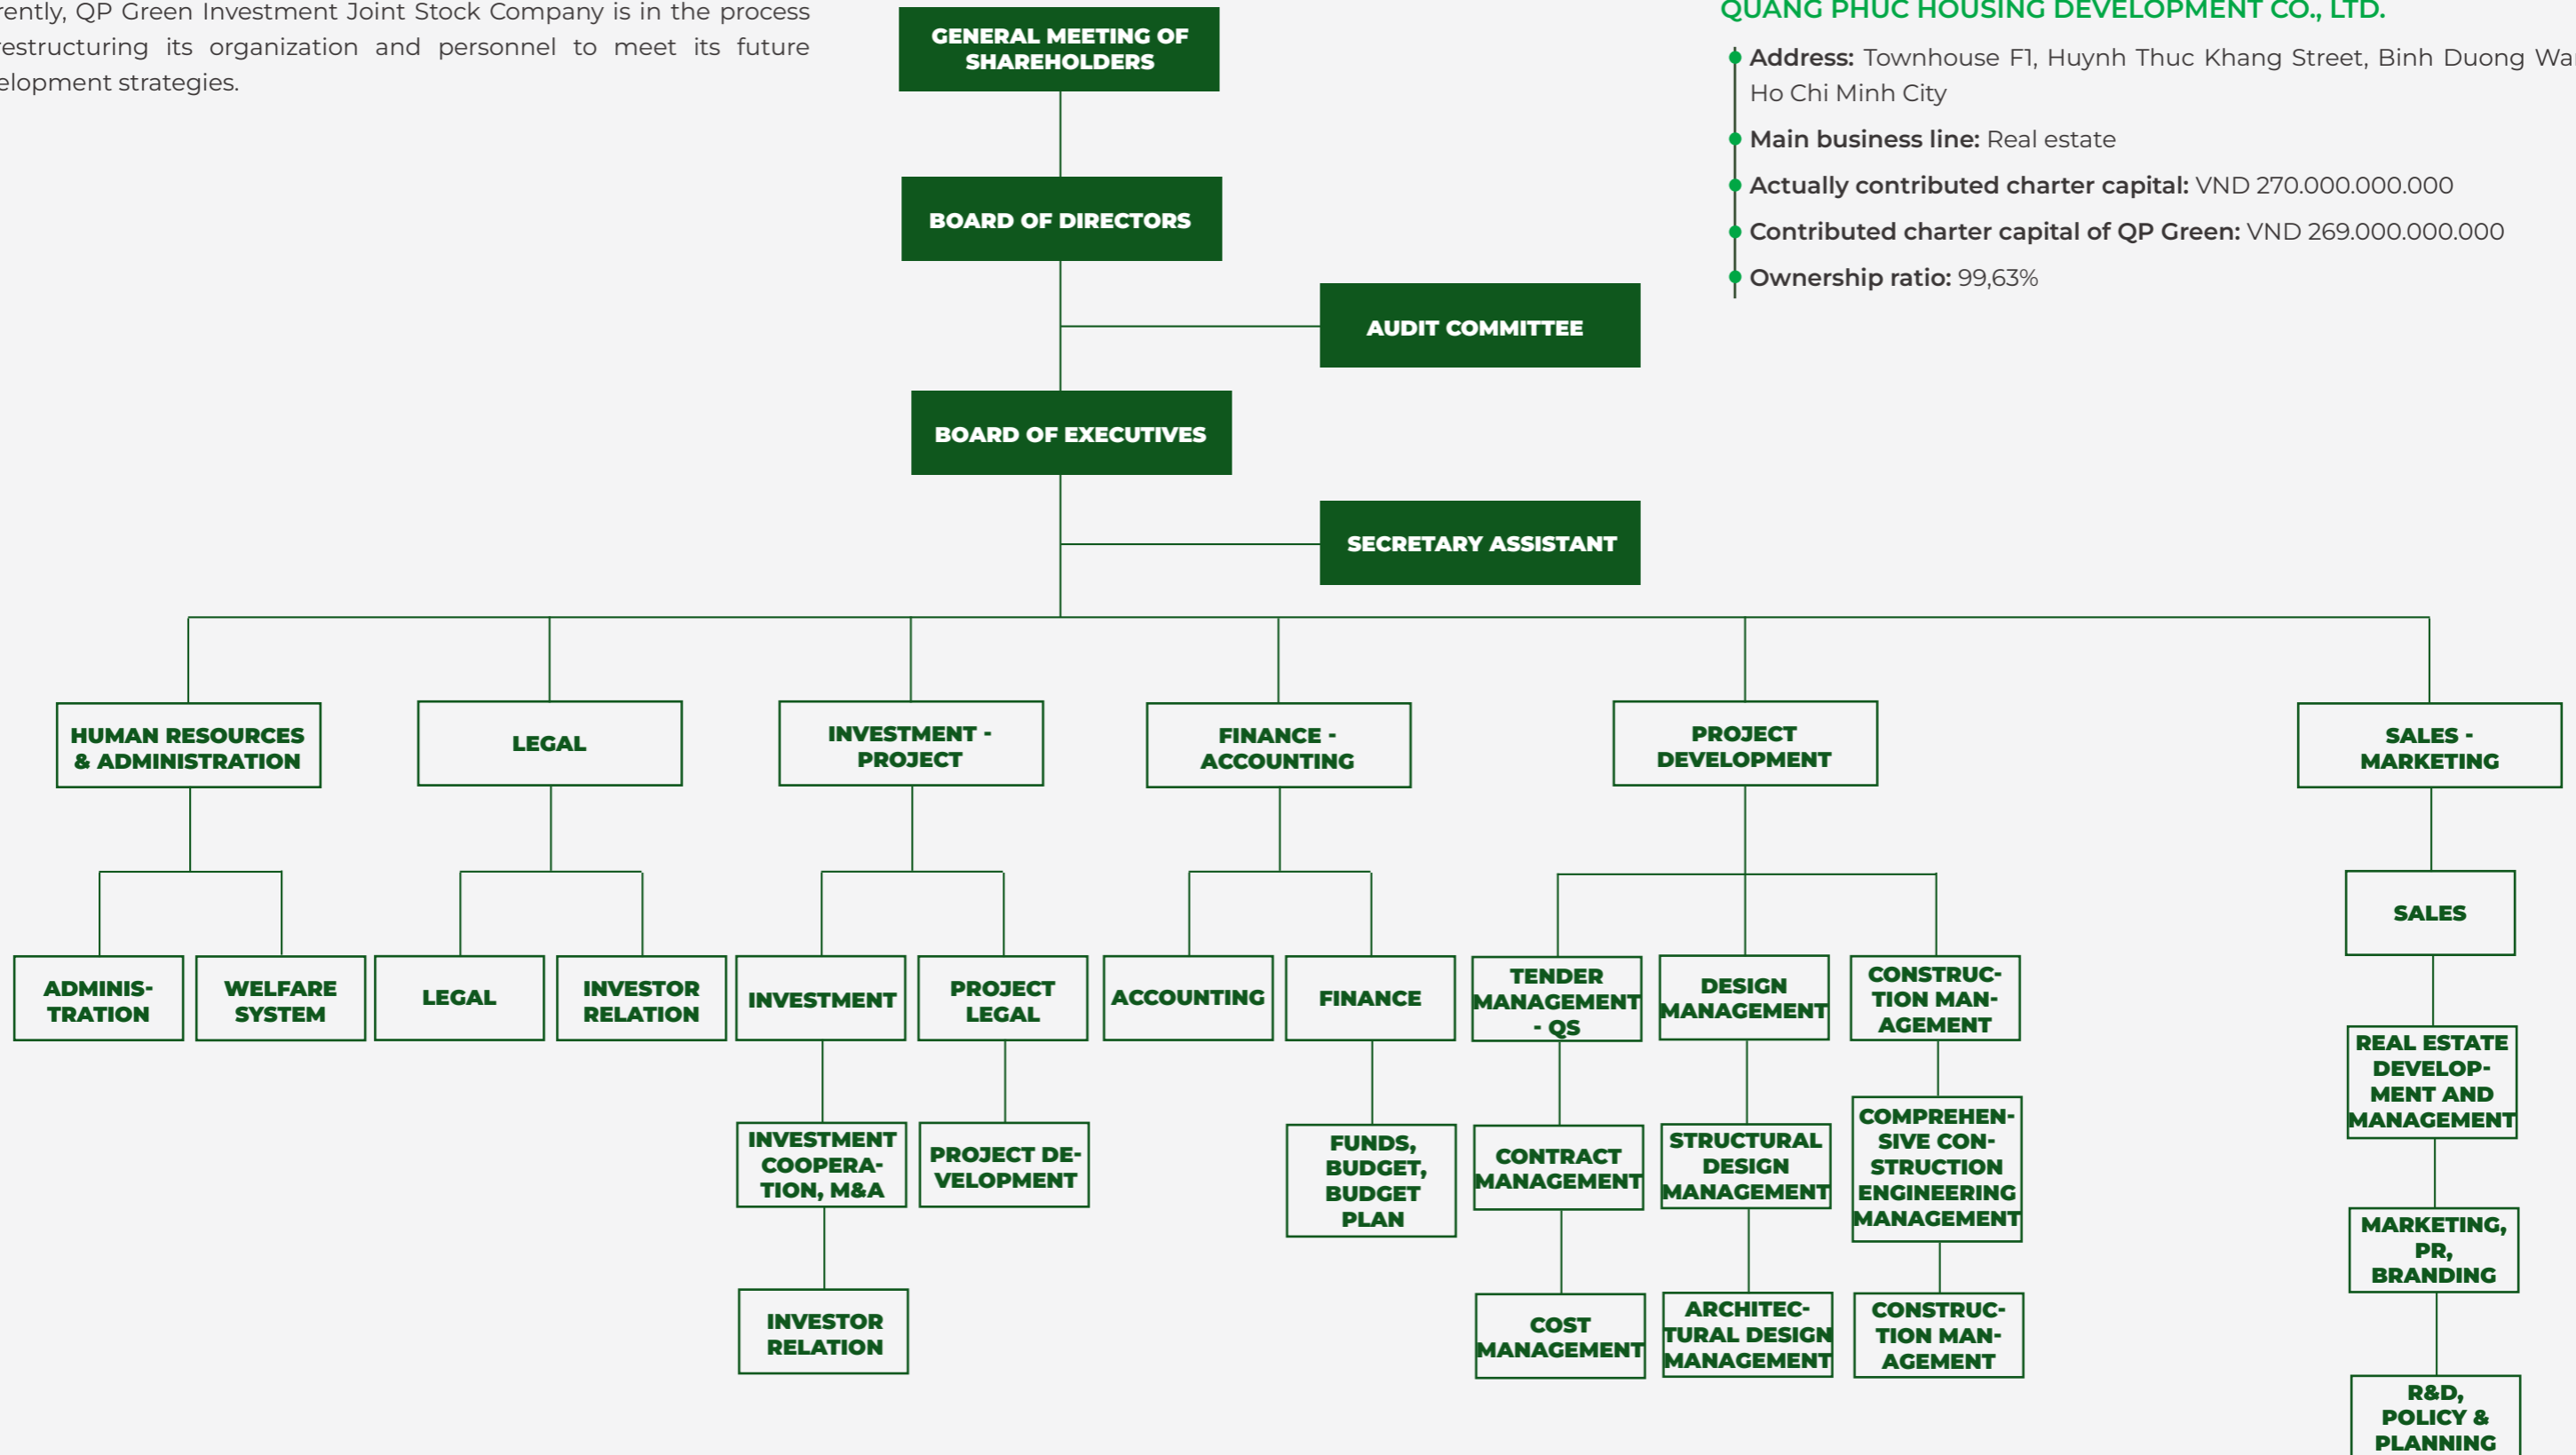 rently, QP Green Investment Joint Stock Company is in the process
restructuring its organization and personnel to meet its future
elopment strategies.
QUANG PHUC HOUSING DEVELOPMENT CO., LTD.
Address: Townhouse F1, Huynh Thuc Khang Street, Binh Duong
Ho Chi Minh City
Main business line: Real estate
Actually contributed charter capital: VND 270.000.000.000
Contributed charter capital of QP Green: VND 269.000.000.000
Ownership ratio: 99,63%
GENERAL MEETING OF
SHAREHOLDERS
BOARD OF DIRECTORS
AUDIT COMMITTEE
BOARD OF EXECUTIVES
SECRETARY ASSISTANT
HUMAN RESOURCES
& ADMINISTRATION
LEGAL
INVESTMENT -
PROJECT
FINANCE -
ACCOUNTING
PROJECT
DEVELOPMENT
SALES -
MARKETING
ADMINIS-
TRATION
WELFARE
SYSTEM
LEGAL
INVESTOR
RELATION
INVESTMENT
PROJECT
LEGAL
ACCOUNTING
FINANCE
TENDER
MANAGEMENT
- QS
DESIGN
MANAGEMENT
CONSTRUC-
TION MAN-
AGEMENT
SALES
INVESTMENT
COOPERA-
TION, M&A
PROJECT DE-
VELOPMENT
FUNDS,
BUDGET,
BUDGET
PLAN
CONTRACT
MANAGEMENT
STRUCTURAL
DESIGN
MANAGEMENT
COMPREHEN-
SIVE CON-
STRUCTION
ENGINEERING
MANAGEMENT
REAL ESTATE
DEVELOP-
MENT AND
MANAGEMENT
INVESTOR
RELATION
COST
MANAGEMENT
ARCHITEC-
TURAL DESIGN
MANAGEMENT
CONSTRUC-
TION MAN-
AGEMENT
MARKETING,
PR,
BRANDING
R&D,
POLICY &
PLANNING